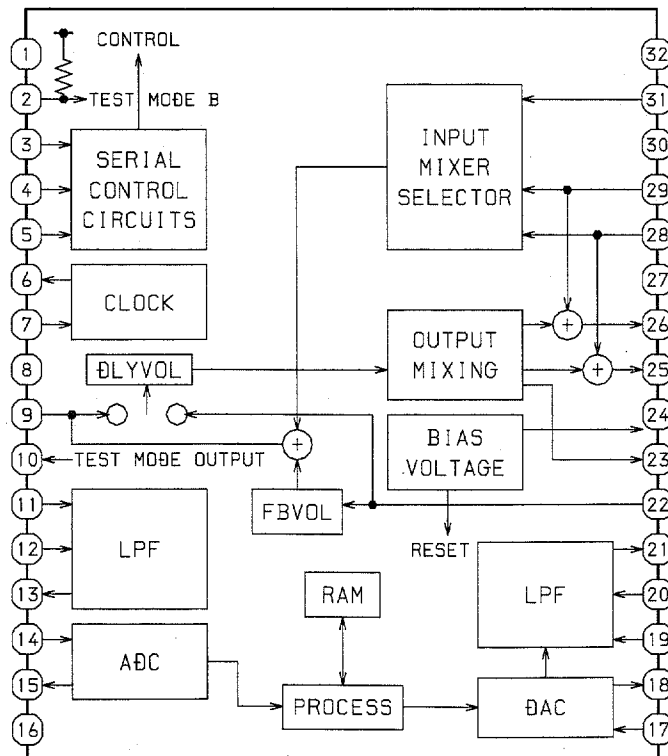 1
CONTROL
32
2
TEST MODE B
31
3
SERIAL
CONTROL
CIRCUITS
INPUT
MIXER
SELECTOR
30
4
29
5
28
6
CLOCK
27
7
OUTPUT
MIXING
+
26
8
DLYVOL
+
25
9
BIAS
VOLTAGE
24
10
TEST MODE OUTPUT
+
23
11
LPF
FBVOL
22
12
RESET
21
13
RAM
LPF
20
14
ADC
19
15
PROCESS
DAC
18
16
17